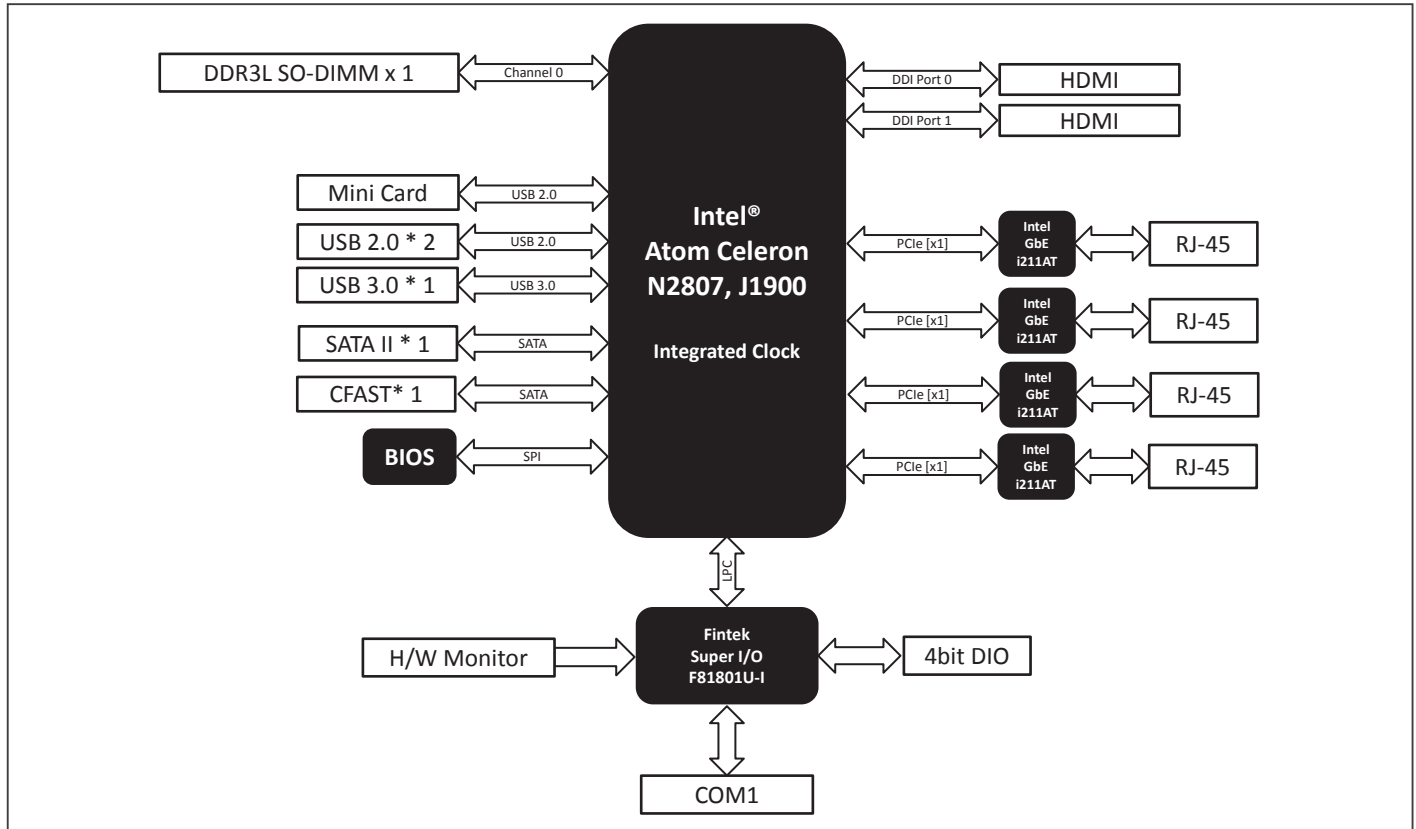 DDR3L SO-DIMM x 1
Channel 0
Mini Card
USB 2.0
USB 2.0 * 2
USB 2.0
USB 3.0 * 1
USB 3.0
SATA II * 1
SATA
CFAST* 1
SATA
BIOS
SPI
Intel®
Atom Celeron
N2807, J1900
Integrated Clock
DDI Port 0
HDMI
DDI Port 1
HDMI
PCIe [x1]
Intel
GbE
i211AT
RJ-45
PCIe [x1]
Intel
GbE
i211AT
RJ-45
PCIe [x1]
Intel
GbE
i211AT
RJ-45
PCIe [x1]
Intel
GbE
i211AT
RJ-45
LPC
H/W Monitor
Fintek
Super I/O
F81801U-I
4bit DIO
COM1